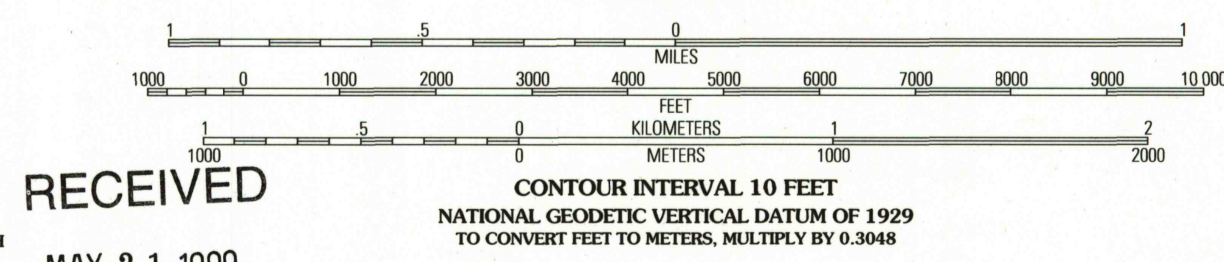 1 .5 0 1
MILES
1000 0 1000 2000 3000 4000 5000 6000 7000 8000 9000 10 000
FEET
1 .5 0 KILOMETERS 1 2
1000 0 METERS 1000 2000
RECEIVED
CONTOUR INTERVAL 10 FEET
NATIONAL GEODETIC VERTICAL DATUM OF 1929
TO CONVERT FEET TO METERS, MULTIPLY BY 0.3048
MAY 21